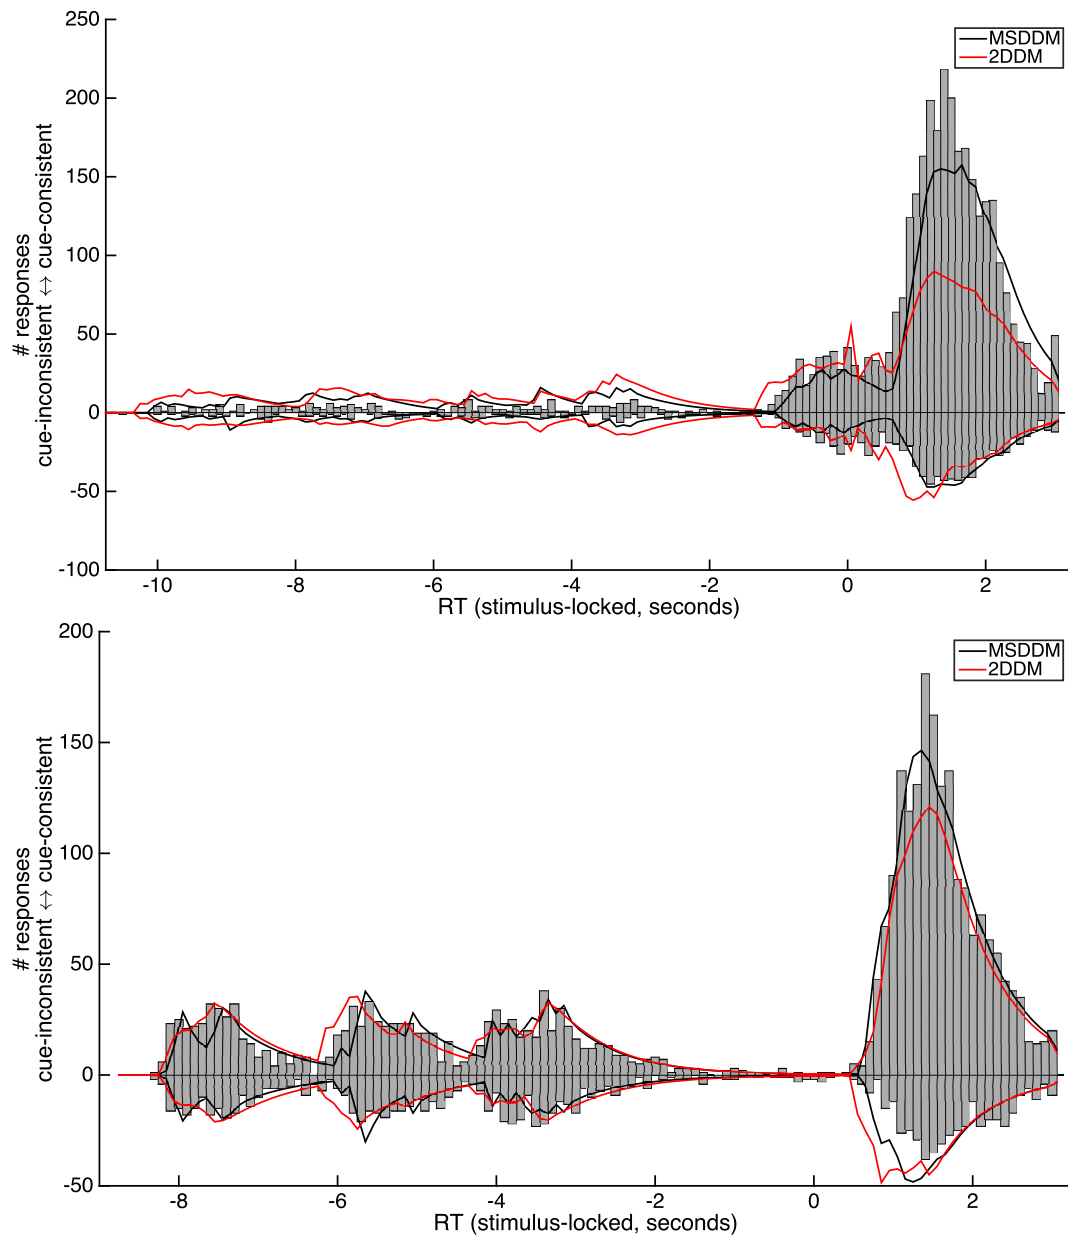 250
200
150
100
50
0
-50
-100
# responses
cue-inconsistent ↔ cue-consistent
MSDDM
2DDM
-10 -8 -6 -4 -2 0 2
RT (stimulus-locked, seconds)
200
150
100
50
0
-50
# responses
cue-inconsistent ↔ cue-consistent
MSDDM
2DDM
-8 -6 -4 -2 0 2
RT (stimulus-locked, seconds)